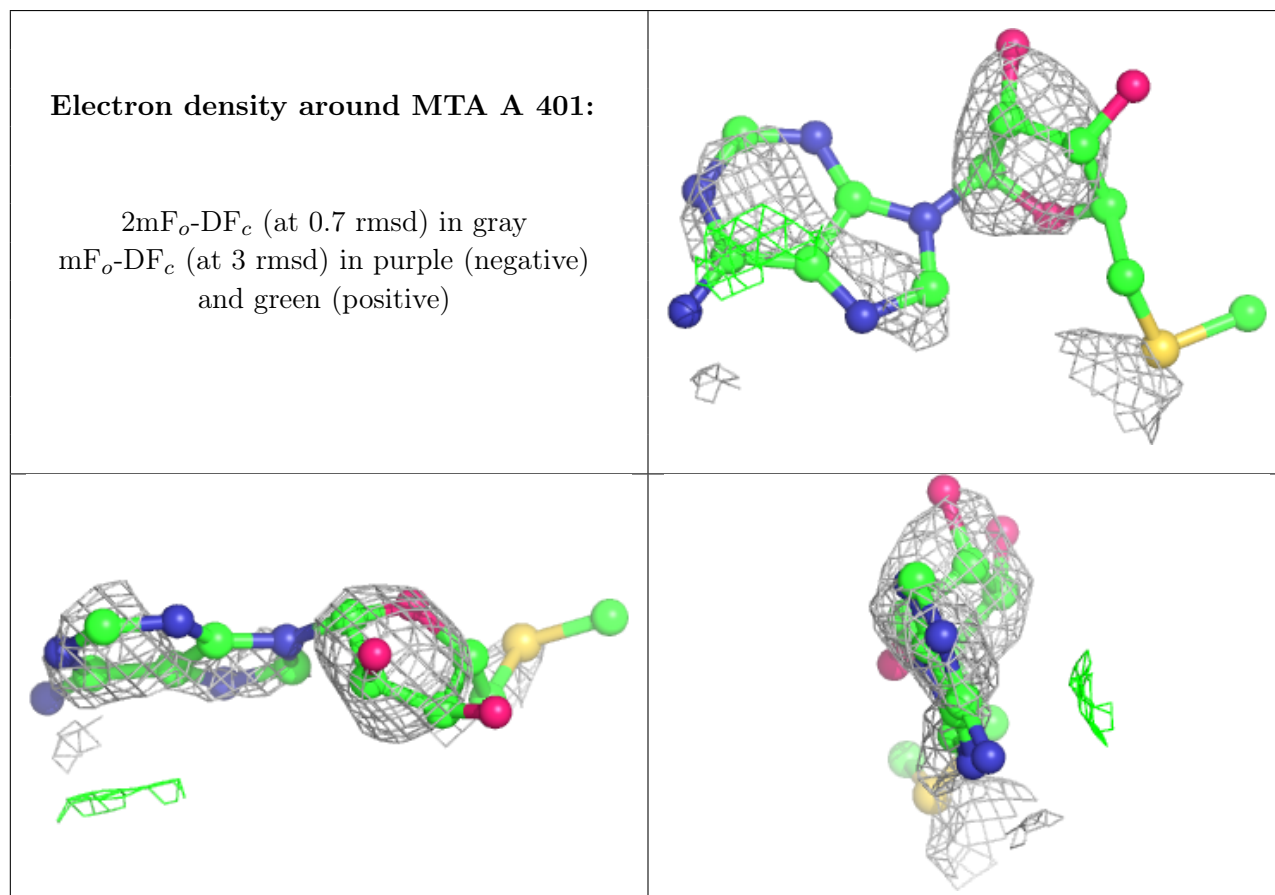 Electron density around MTA A 401:
2mFo-DFc (at 0.7 rmsd) in gray
mFo-DFc (at 3 rmsd) in purple (negative)
and green (positive)